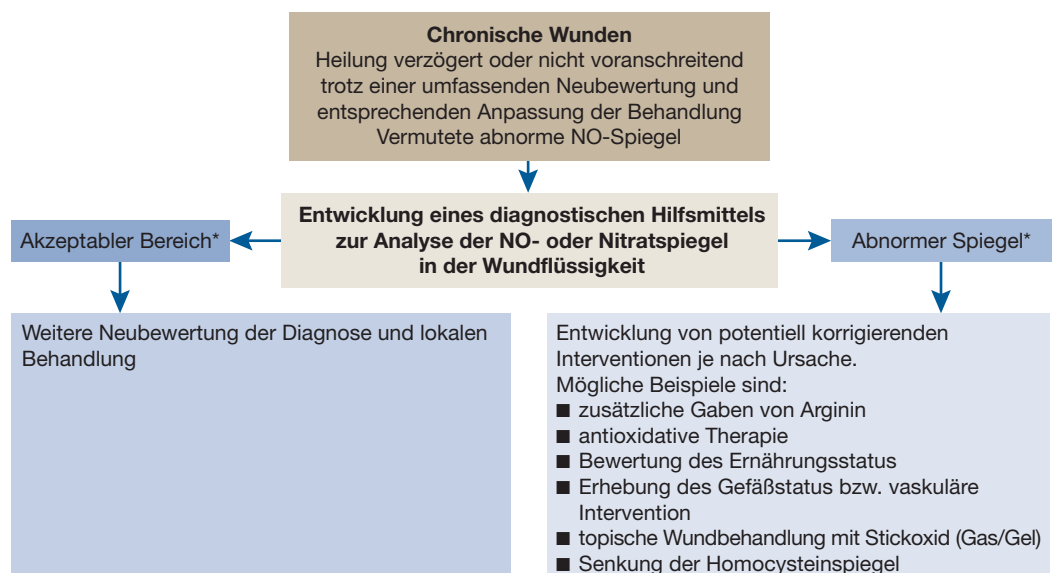 Chronische Wunden
Heilung verzögert oder nicht voranschreitend
trotz einer umfassenden Neubewertung und
entsprechenden Anpassung der Behandlung
Vermutete abnorme NO-Spiegel
Entwicklung eines diagnostischen Hilfsmittels
zur Analyse der NO- oder Nitratspiegel
in der Wundflüssigkeit
Akzeptabler Bereich*
Abnormer Spiegel*
Weitere Neubewertung der Diagnose und lokalen
Behandlung
Entwicklung von potentiell korrigierenden
Interventionen je nach Ursache.
Mögliche Beispiele sind:
■ zusätzliche Gaben von Arginin
■ antioxidative Therapie
■ Bewertung des Ernährungsstatus
■ Erhebung des Gefäßstatus bzw. vaskuläre
Intervention
■ topische Wundbehandlung mit Stickoxid (Gas/Gel)
■ Senkung der Homocysteinspiegel